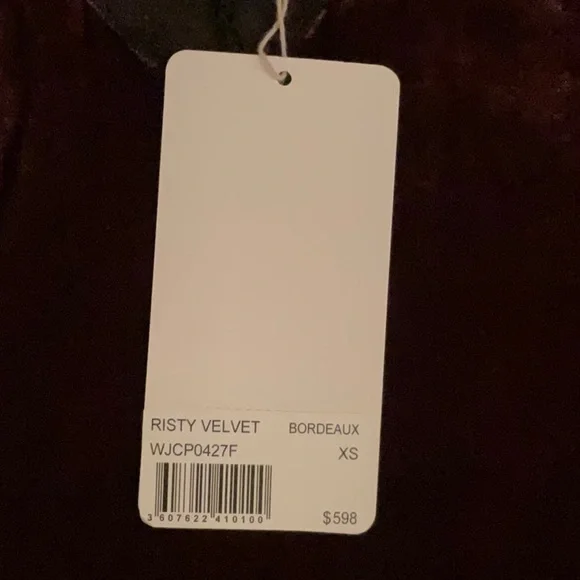 RISTY VELVET BORDEAUX
WJCP0427F XS
3 607622 410100 $598